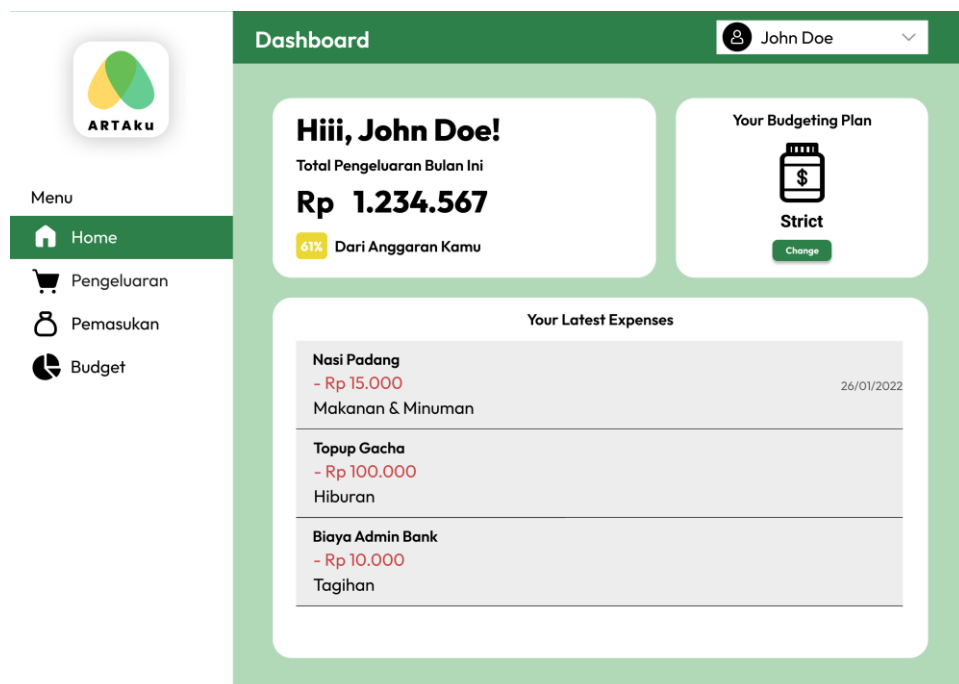 ARTAku
Menu
Home
Pengeluaran
Pemasukan
Budget
Dashboard
John Doe
Hiii, John Doe!
Total Pengeluaran Bulan Ini
Rp 1.234.567
61% Dari Anggaran Kamu
Your Budgeting Plan
$
Strict
Change
Your Latest Expenses
Nasi Padang
- Rp 15.000
26/01/2022
Makanan & Minuman
Topup Gacha
- Rp 100.000
Hiburan
Biaya Admin Bank
- Rp 10.000
Tagihan